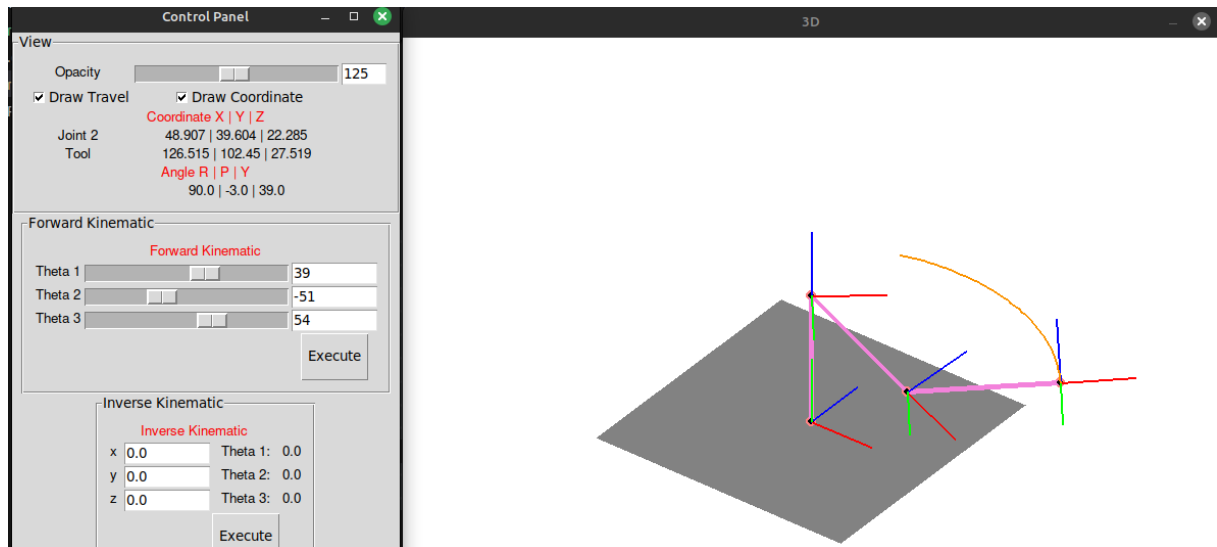 Control Panel
3D
View
Opacity 125
Draw Travel Draw Coordinate
Coordinate X | Y | Z
Joint 2 48.907 | 39.604 | 22.285
Tool 126.515 | 102.45 | 27.519
Angle R | P | Y
90.0 | -3.0 | 39.0
Forward Kinematic
Forward Kinematic
Theta 1 39
Theta 2 -51
Theta 3 54
Execute
Inverse Kinematic
Inverse Kinematic
x 0.0 Theta 1: 0.0
y 0.0 Theta 2: 0.0
z 0.0 Theta 3: 0.0
Execute